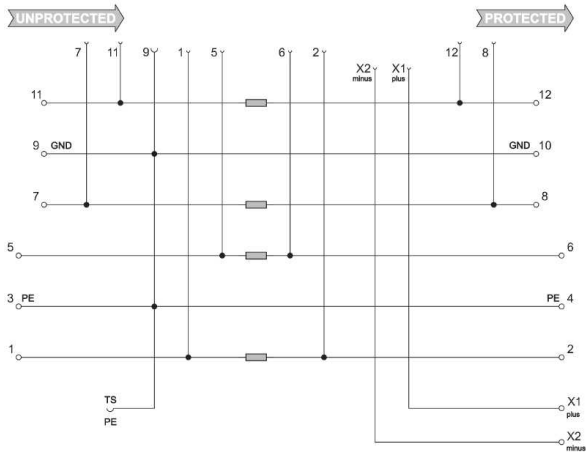 UNPROTECTED PROTECTED
7 11 9 1 5 6 2 12 8
X2 X1
minus plus
11 12
9 GND GND 10
7 8
5 6
3 PE PE 4
1 2
TS
PE
X1
plus
X2
minus